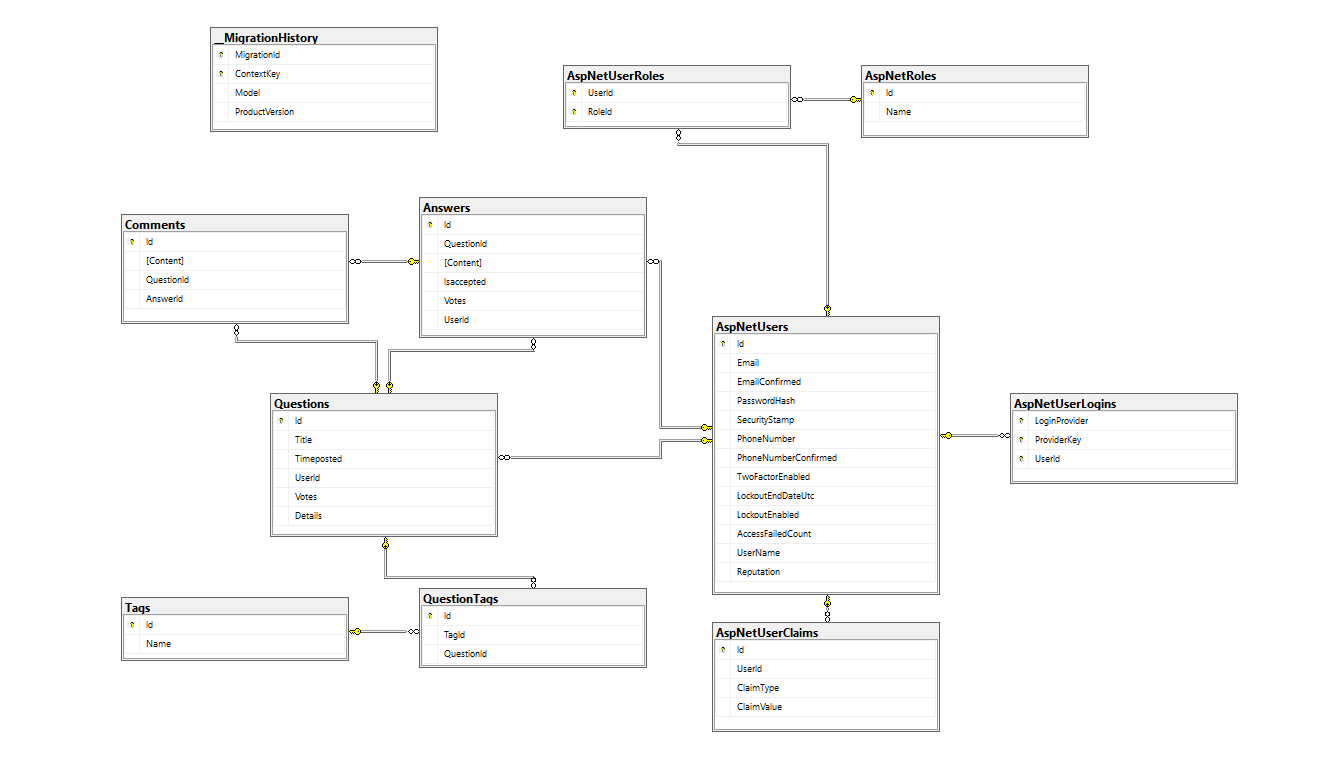 __MigrationHistory
MigrationId
ContextKey
Model
ProductVersion
AspNetUserRoles
UserId
RoleId
AspNetRoles
Id
Name
Comments
Id
[Content]
QuestionId
AnswerId
Answers
Id
QuestionId
[Content]
Isaccepted
Votes
UserId
AspNetUsers
Id
Email
EmailConfirmed
PasswordHash
SecurityStamp
PhoneNumber
PhoneNumberConfirmed
TwoFactorEnabled
LockoutEndDateUtc
LockoutEnabled
AccessFailedCount
UserName
Reputation
Questions
Id
Title
Timeposted
UserId
Votes
Details
AspNetUserLogins
LoginProvider
ProviderKey
UserId
Tags
Id
Name
QuestionTags
Id
TagId
QuestionId
AspNetUserClaims
Id
UserId
ClaimType
ClaimValue